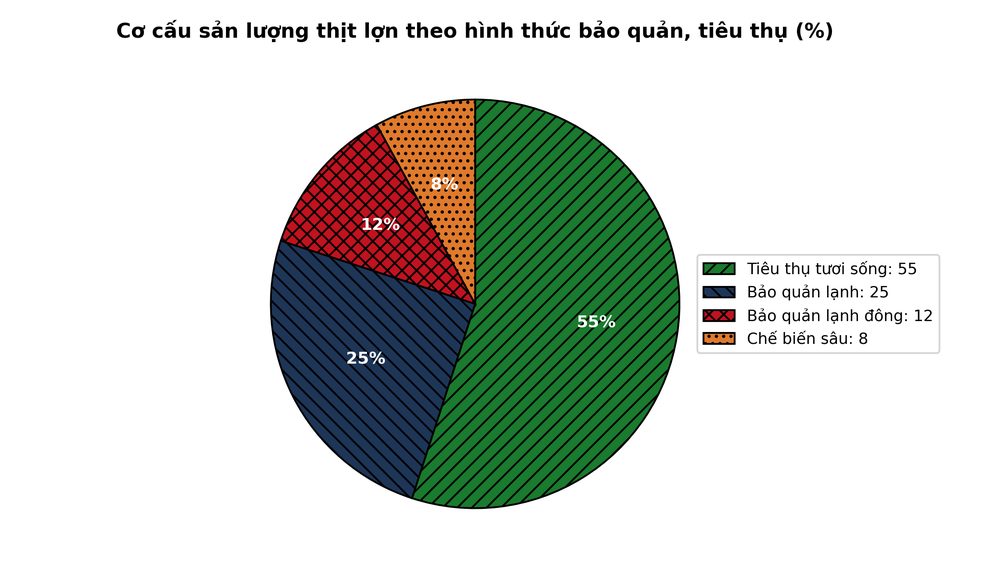 Cơ cấu sản lượng thịt lợn theo hình thức bảo quản, tiêu thụ (%)
8%
12%
55%
25%
Tiêu thụ tươi sống: 55
Bảo quản lạnh: 25
Bảo quản lạnh đông: 12
Chế biến sâu: 8